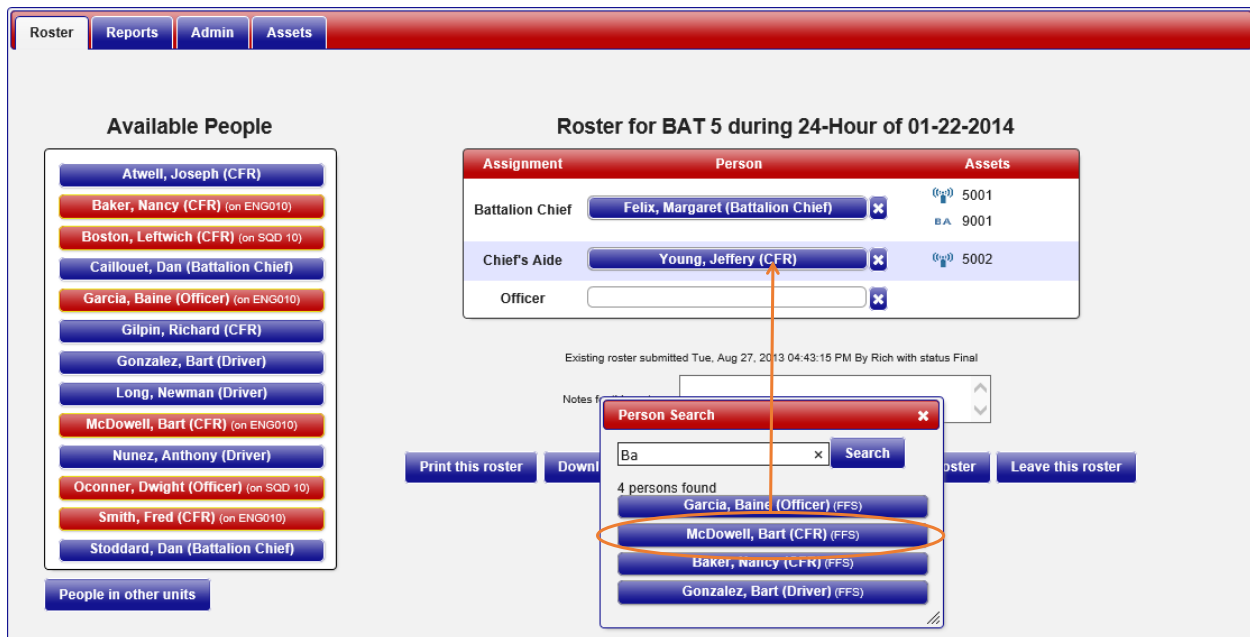 Roster Reports Admin Assets
Available People
Atwell, Joseph (CFR)
Baker, Nancy (CFR) (on ENG010)
Boston, Leftwich (CFR) (on SQD 10)
Caillouet, Dan (Battalion Chief)
Garcia, Baine (Officer) (on ENG010)
Gilpin, Richard (CFR)
Gonzalez, Bart (Driver)
Long, Newman (Driver)
McDowell, Bart (CFR) (on ENG010)
Nunez, Anthony (Driver)
Oconner, Dwight (Officer) (on SQD 10)
Smith, Fred (CFR) (on ENG010)
Stoddard, Dan (Battalion Chief)
People in other units
Roster for BAT 5 during 24-Hour of 01-22-2014
Assignment Person Assets
Battalion Chief Felix, Margaret (Battalion Chief) 5001
BA 9001
Chief's Aide Young, Jeffery (CFR) 5002
Officer
Existing roster submitted Tue, Aug 27, 2013 04:43:15 PM By Rich with status Final
Notes
Print this roster Leave this roster
Person Search
Ba Search
4 persons found
Garcia, Baine (Officer) (FFS)
McDowell, Bart (CFR) (FFS)
Baker, Nancy (CFR) (FFS)
Gonzalez, Bart (Driver) (FFS)